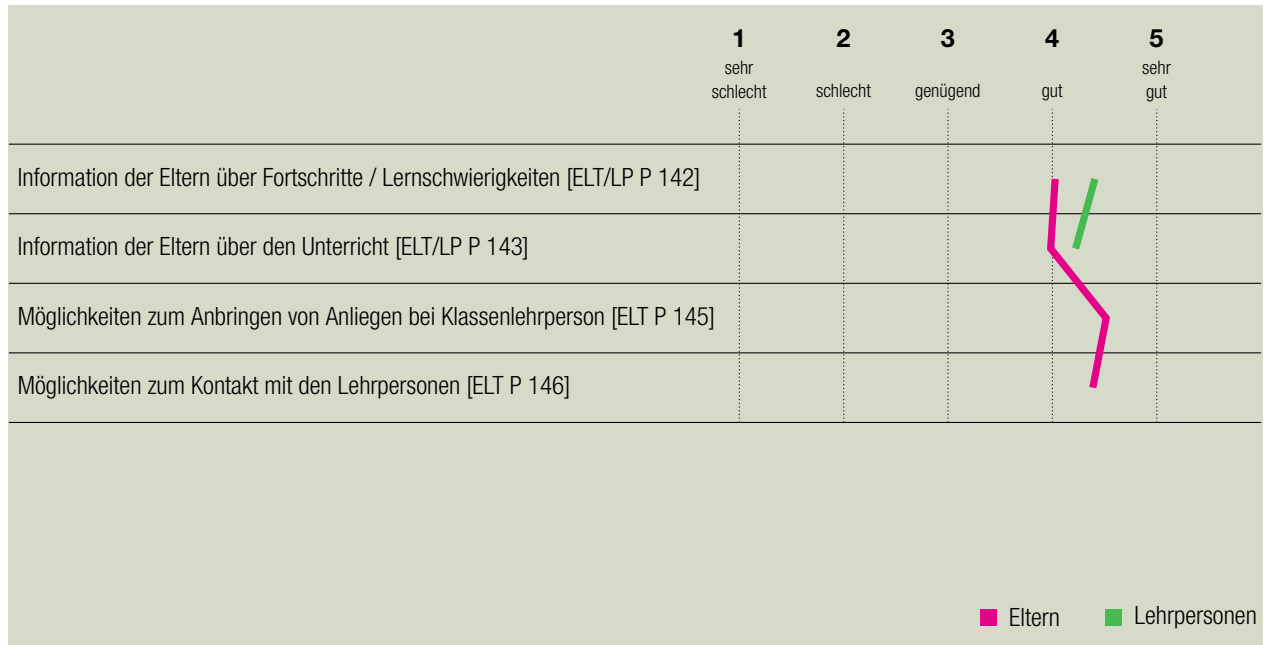 1 2 3 4 5
sehr schlecht schlecht genügend gut sehr gut
Information der Eltern über Fortschritte / Lernschwierigkeiten [ELT/LP P 142]
Information der Eltern über den Unterricht [ELT/LP P 143]
Möglichkeiten zum Anbringen von Anliegen bei Klassenlehrperson [ELT P 145]
Möglichkeiten zum Kontakt mit den Lehrpersonen [ELT P 146]
Eltern Lehrpersonen